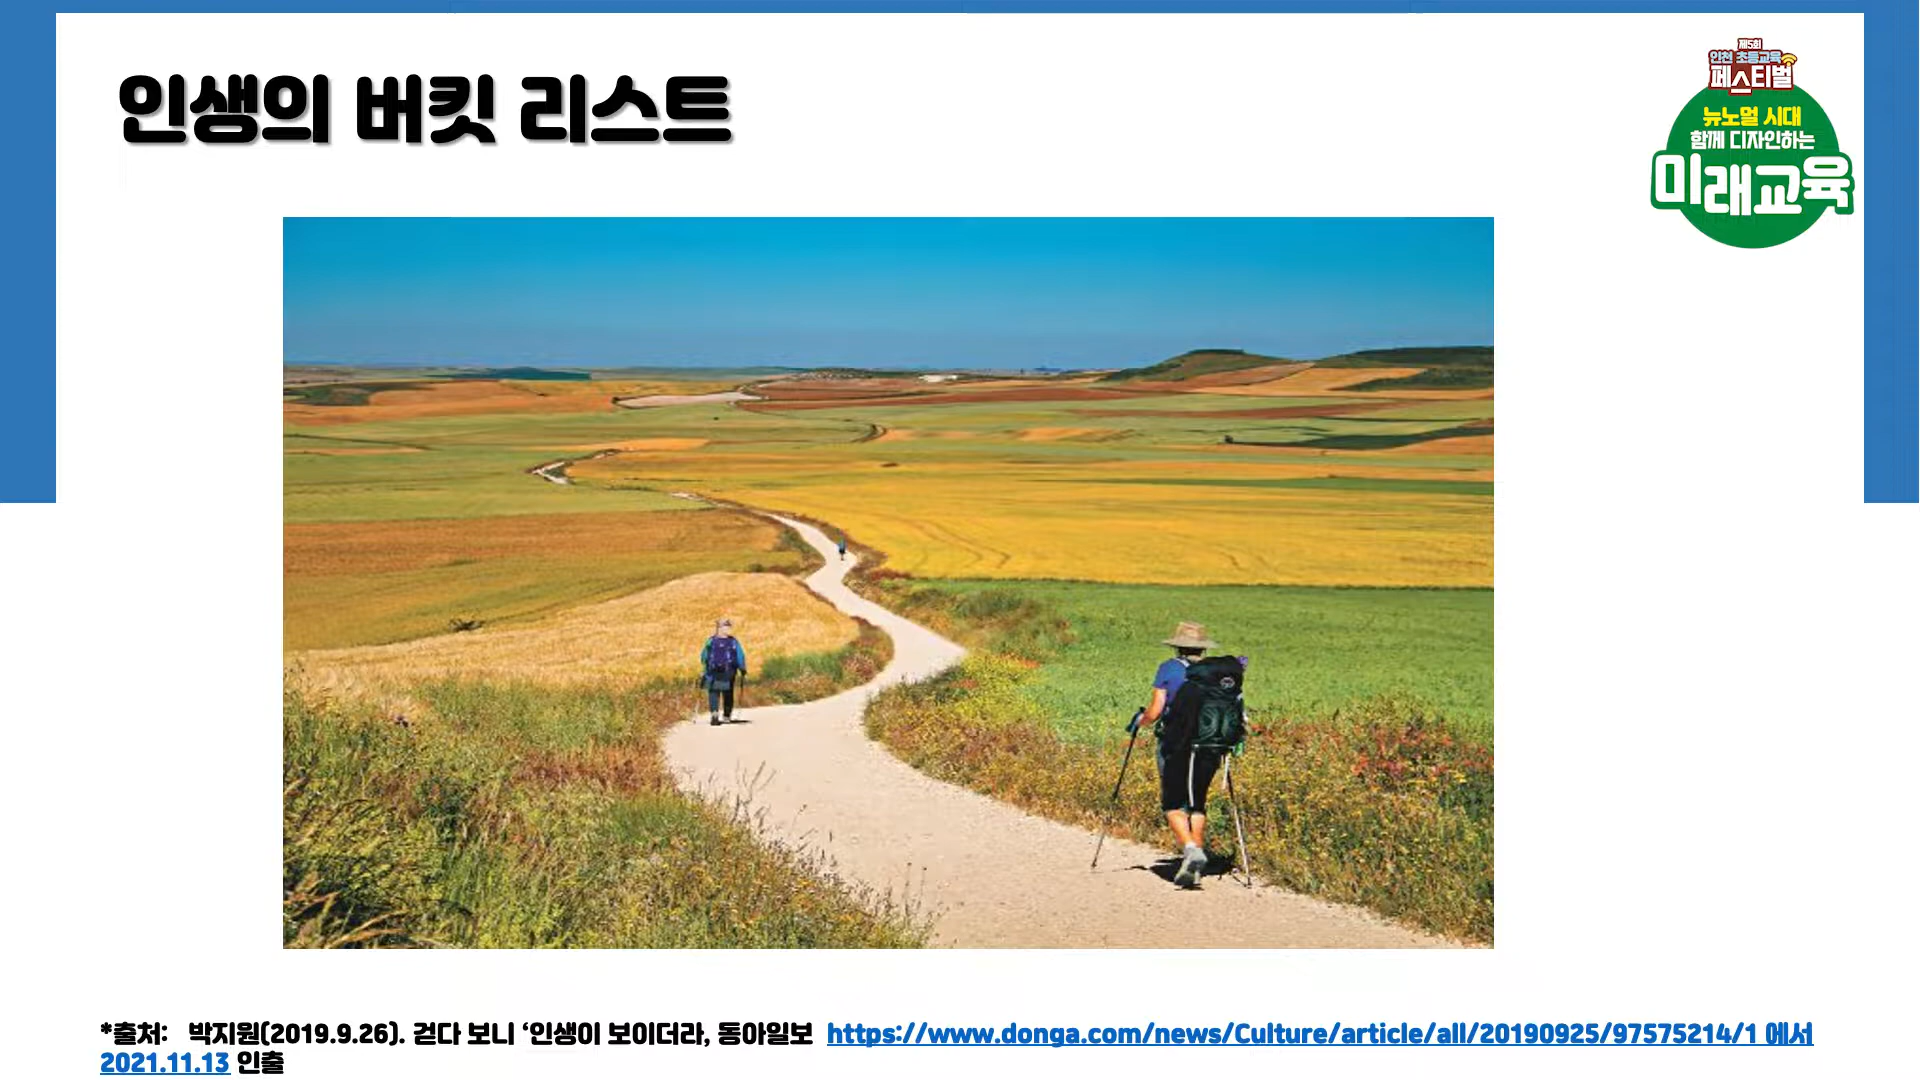 인생의 버킷 리스트
제5회
인천 초등교육
페스티벌
뉴노멀 시대
함께 디자인하는
미래교육
*출처: 박지원(2019.9.26). 걷다 보니 ‘인생이 보이더라, 동아일보 https://www.donga.com/news/Culture/article/all/20190925/97575214/1 에서
2021.11.13 인출